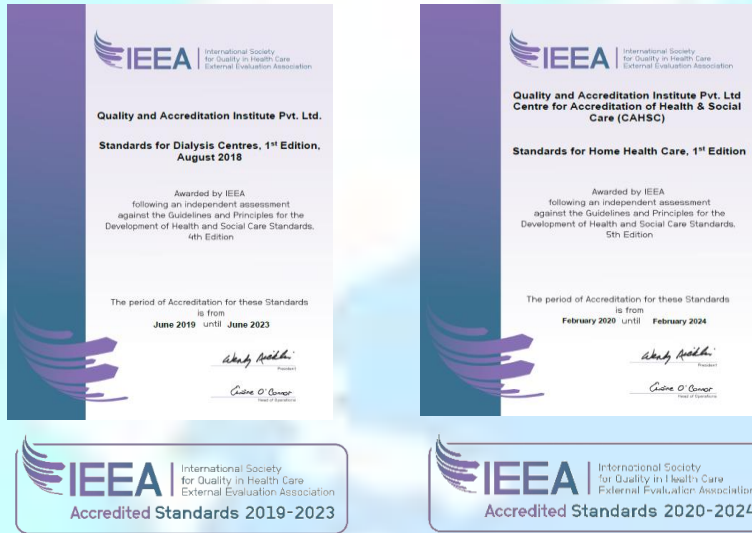 IEEA
International Society
for Quality in Health Care
External Evaluation Association
Quality and Accreditation Institute Pvt. Ltd.
Standards for Dialysis Centres, 1st Edition,
August 2018
Awarded by IEEA
following an independent assessment
against the Guidelines and Principles for the
Development of Health and Social Care Standards,
4th Edition
The period of Accreditation for these Standards
is from
June 2019 until June 2023
President
Head of Operations
IEEA
International Society
for Quality in Health Care
External Evaluation Association
Accredited Standards 2019-2023
IEEA
International Society
for Quality in Health Care
External Evaluation Association
Quality and Accreditation Institute Pvt. Ltd
Centre for Accreditation of Health & Social
Care (CAHSC)
Standards for Home Health Care, 1st Edition
Awarded by IEEA
following an independent assessment
against the Guidelines and Principles for the
Development of Health and Social Care Standards,
5th Edition
The period of Accreditation for these Standards
is from
February 2020 until February 2024
President
Head of Operations
IEEA
International Society
for Quality in Health Care
External Evaluation Association
Accredited Standards 2020-2024